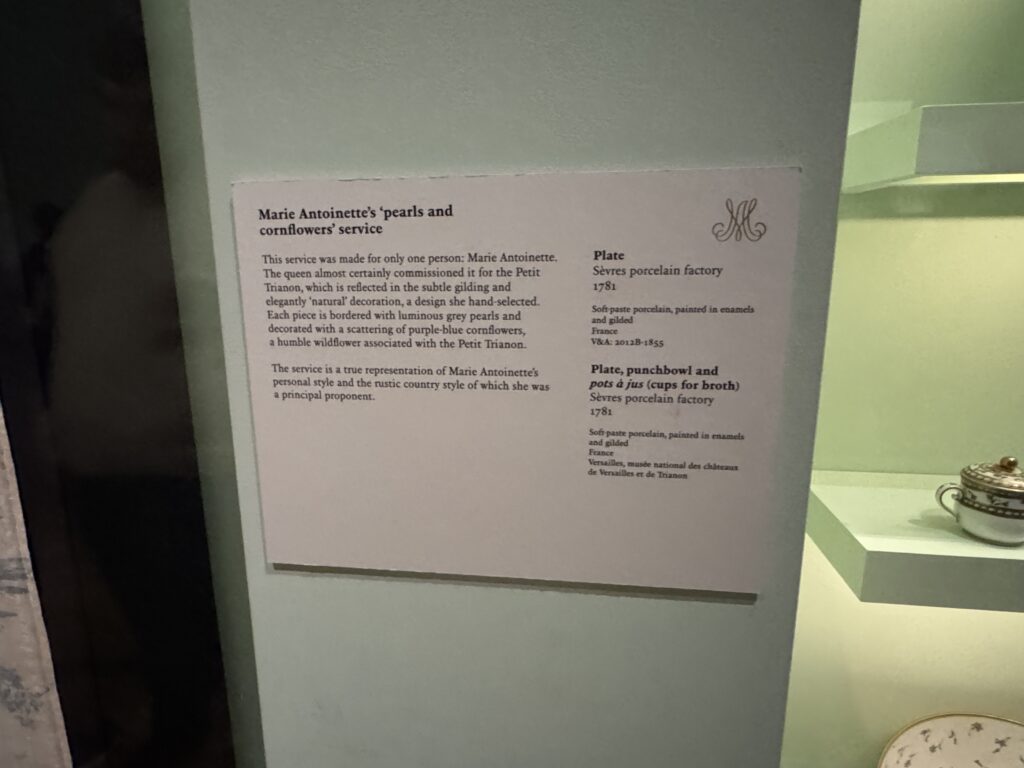 Marie Antoinette's 'pearls and
cornflowers' service
This service was made for only one person: Marie Antoinette.
The queen almost certainly commissioned it for the Petit
Trianon, which is reflected in the subtle gilding and
elegantly 'natural' decoration, a design she hand-selected.
Each piece is bordered with luminous grey pearls and
decorated with a scattering of purple-blue cornflowers,
a humble wildflower associated with the Petit Trianon.
The service is a true representation of Marie Antoinette's
personal style and the rustic country style of which she was
a principal proponent.
Plate
Sèvres porcelain factory
1781
Soft-paste porcelain, painted in enamels
and gilded
France
V&A: 2012B-1855
Plate, punchbowl and
pots à jus (cups for broth)
Sèvres porcelain factory
1781
Soft-paste porcelain, painted in enamels
and gilded
France
Versailles, musée national des châteaux
de Versailles et de Trianon